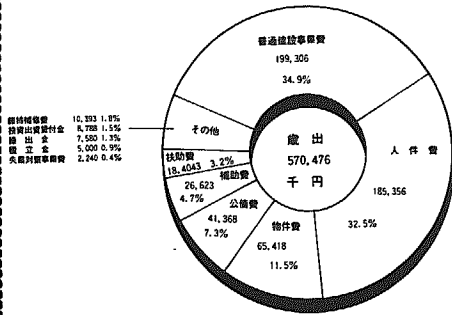 普通建設事業費
199,306
34.9%
人件費
185,356
32.5%
物件費
65,418
11.5%
公債費
41,368
7.3%
補助費
26,623
4.7%
扶助費
18,4043 3.2%
その他
維持補修費 10,393 1.8%
投資出資貸付金 8,788 1.5%
繰出金 7,580 1.3%
積立金 5,000 0.9%
失業対策事業費 2,240 0.4%
歳出
570,476
千円